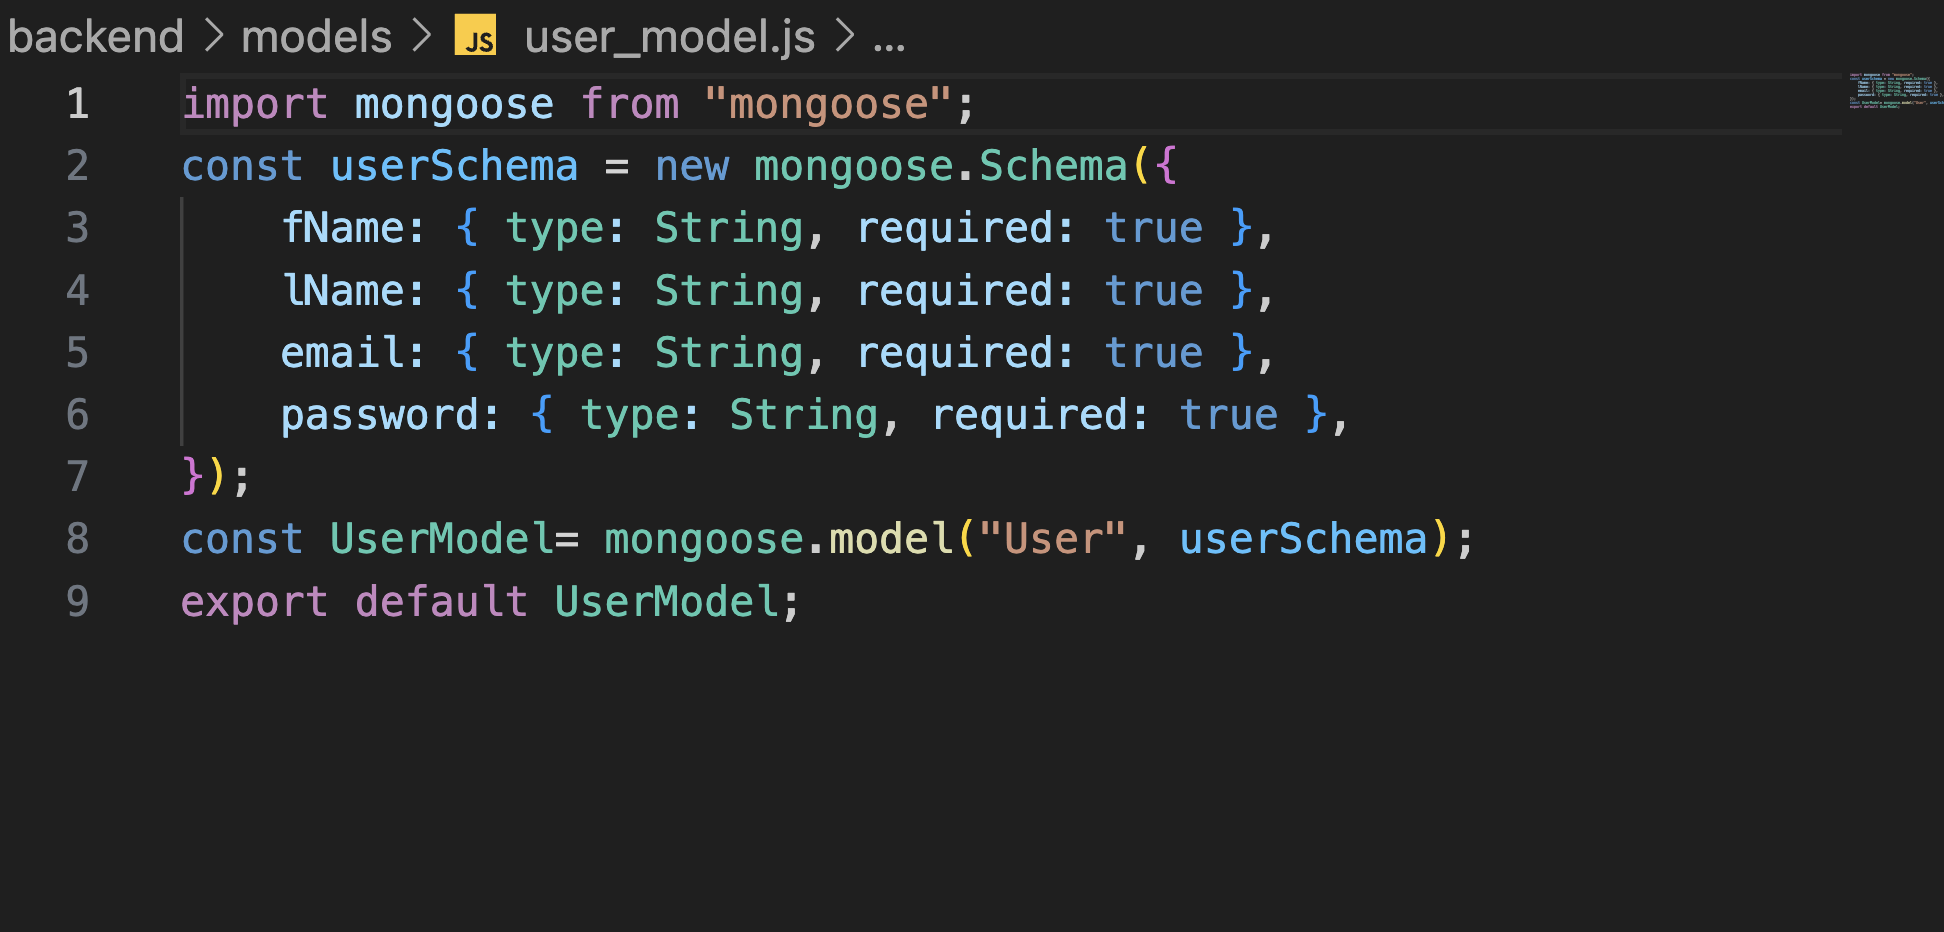 backend > models > JS user_model.js > ...
1 import mongoose from "mongoose";
2 const userSchema = new mongoose.Schema({
3     fName: { type: String, required: true },
4     lName: { type: String, required: true },
5     email: { type: String, required: true },
6     password: { type: String, required: true },
7 });
8 const UserModel= mongoose.model("User", userSchema);
9 export default UserModel;